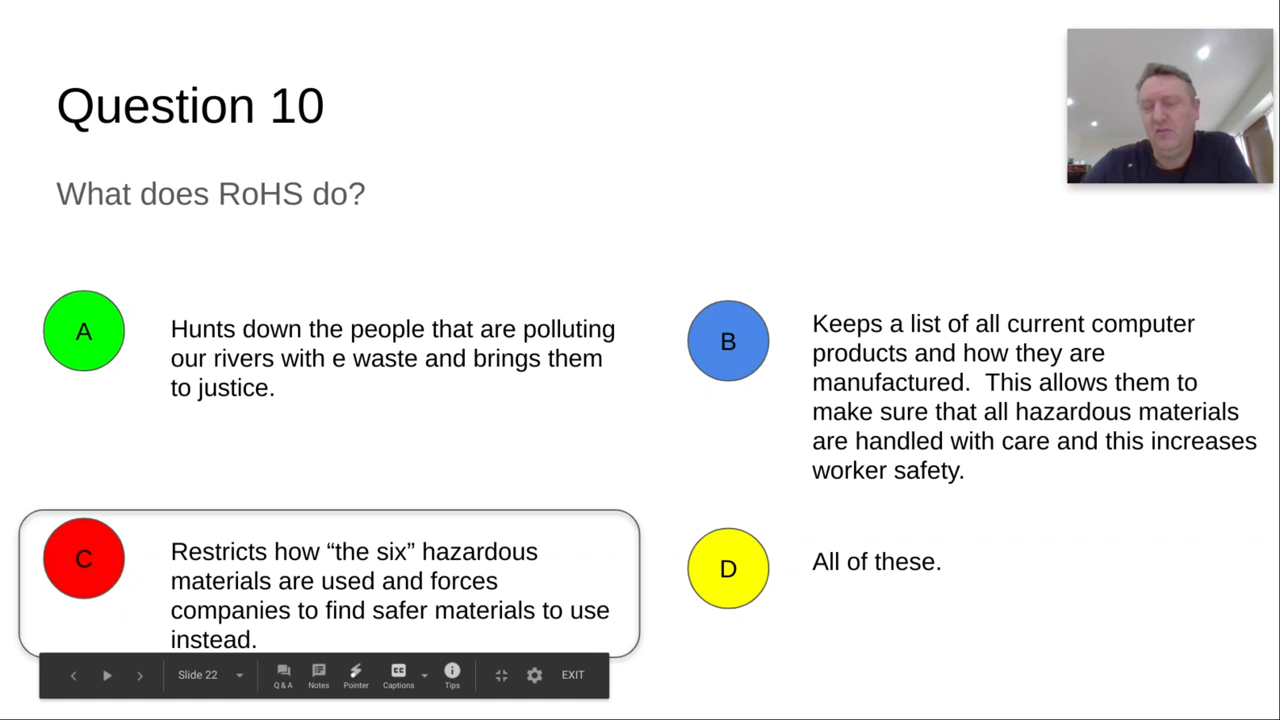 Question 10
What does RoHS do?
A
Hunts down the people that are polluting
our rivers with e waste and brings them
to justice.
B
Keeps a list of all current computer
products and how they are
manufactured.  This allows them to
make sure that all hazardous materials
are handled with care and this increases
worker safety.
C
Restricts how “the six” hazardous
materials are used and forces
companies to find safer materials to use
instead.
D
All of these.
Slide 22
Q & A
Notes
Pointer
CC
Captions
Tips
EXIT